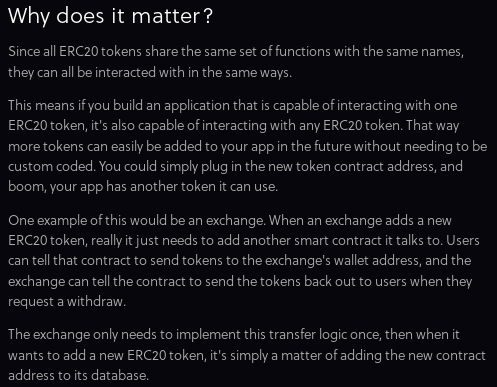 Why does it matter?
Since all ERC20 tokens share the same set of functions with the same names,
they can all be interacted with in the same ways.
This means if you build an application that is capable of interacting with one
ERC20 token, it's also capable of interacting with any ERC20 token. That way
more tokens can easily be added to your app in the future without needing to be
custom coded. You could simply plug in the new token contract address, and
boom, your app has another token it can use.
One example of this would be an exchange. When an exchange adds a new
ERC20 token, really it just needs to add another smart contract it talks to. Users
can tell that contract to send tokens to the exchange's wallet address, and the
exchange can tell the contract to send the tokens back out to users when they
request a withdraw.
The exchange only needs to implement this transfer logic once, then when it
wants to add a new ERC20 token, it's simply a matter of adding the new contract
address to its database.